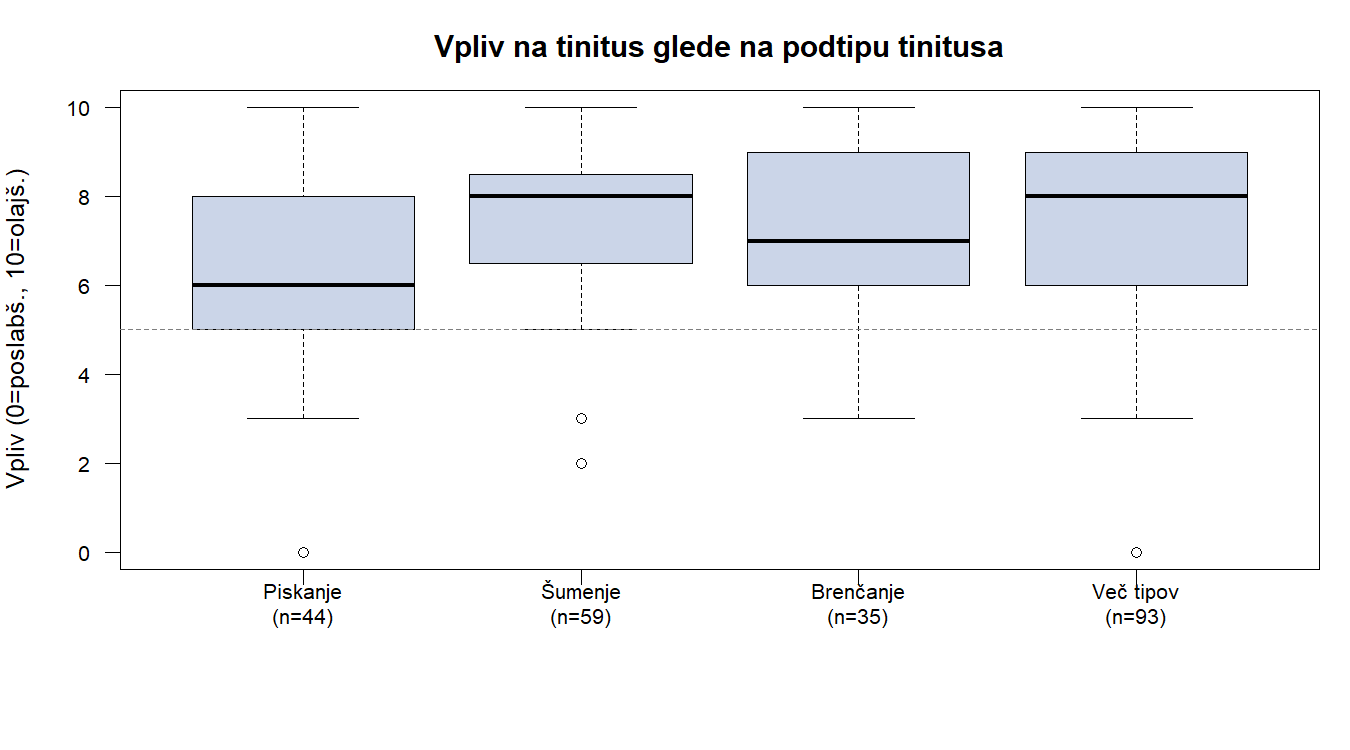 Vpliv na tinitus glede na podtipu tinitusa
Vpliv (0=poslabš., 10=olajš.)
10
8
6
4
2
0
Piskanje
(n=44)
Šumenje
(n=59)
Brenčanje
(n=35)
Več tipov
(n=93)